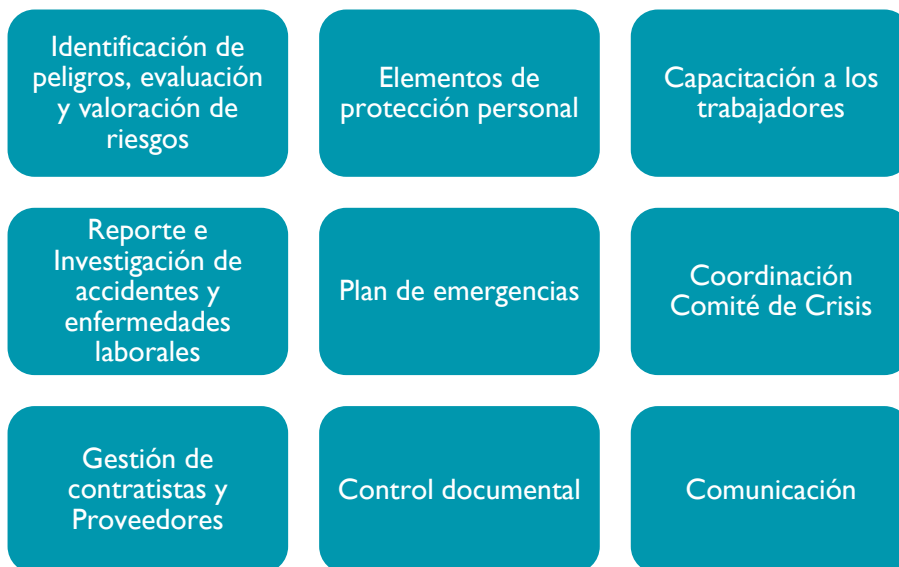 Identificación de
peligros, evaluación
y valoración de
riesgos
Elementos de
protección personal
Capacitación a los
trabajadores
Reporte e
Investigación de
accidentes y
enfermedades
laborales
Plan de emergencias
Coordinación
Comité de Crisis
Gestión de
contratistas y
Proveedores
Control documental
Comunicación